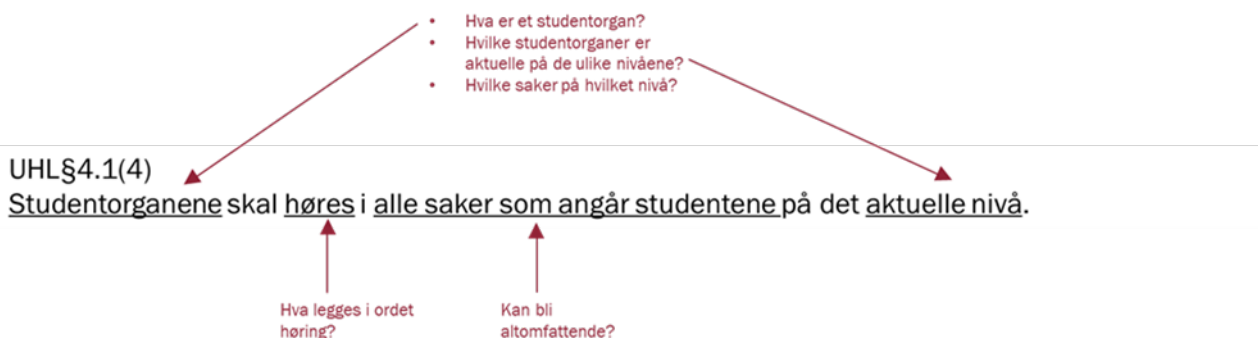 • Hva er et studentorgan?
• Hvilke studentorganer er
aktuelle på de ulike nivåene?
• Hvilke saker på hvilket nivå?
UHL§4.1(4)
Studentorganene skal høres i alle saker som angår studentene på det aktuelle nivå.
Hva legges i ordet
høring?
Kan bli
altomfattende?